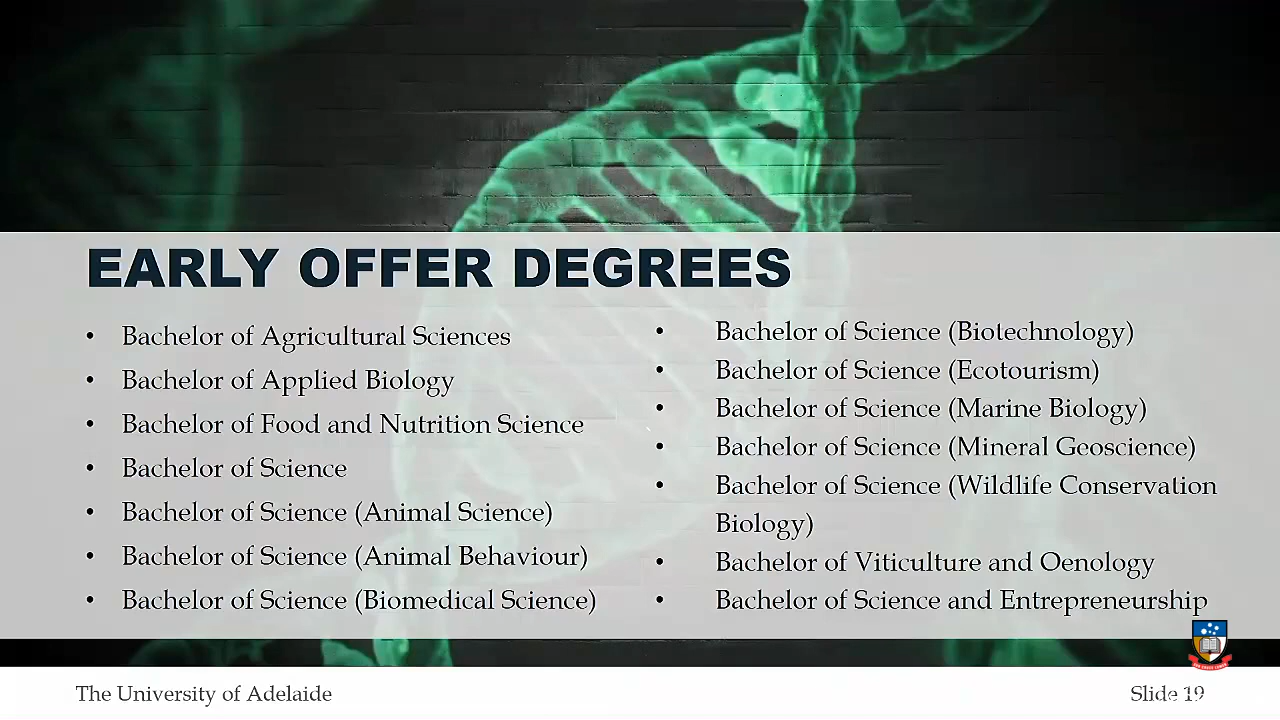 EARLY OFFER DEGREES
• Bachelor of Agricultural Sciences
• Bachelor of Applied Biology
• Bachelor of Food and Nutrition Science
• Bachelor of Science
• Bachelor of Science (Animal Science)
• Bachelor of Science (Animal Behaviour)
• Bachelor of Science (Biomedical Science)
• Bachelor of Science (Biotechnology)
• Bachelor of Science (Ecotourism)
• Bachelor of Science (Marine Biology)
• Bachelor of Science (Mineral Geoscience)
• Bachelor of Science (Wildlife Conservation
Biology)
• Bachelor of Viticulture and Oenology
• Bachelor of Science and Entrepreneurship
The University of Adelaide
Slide 19